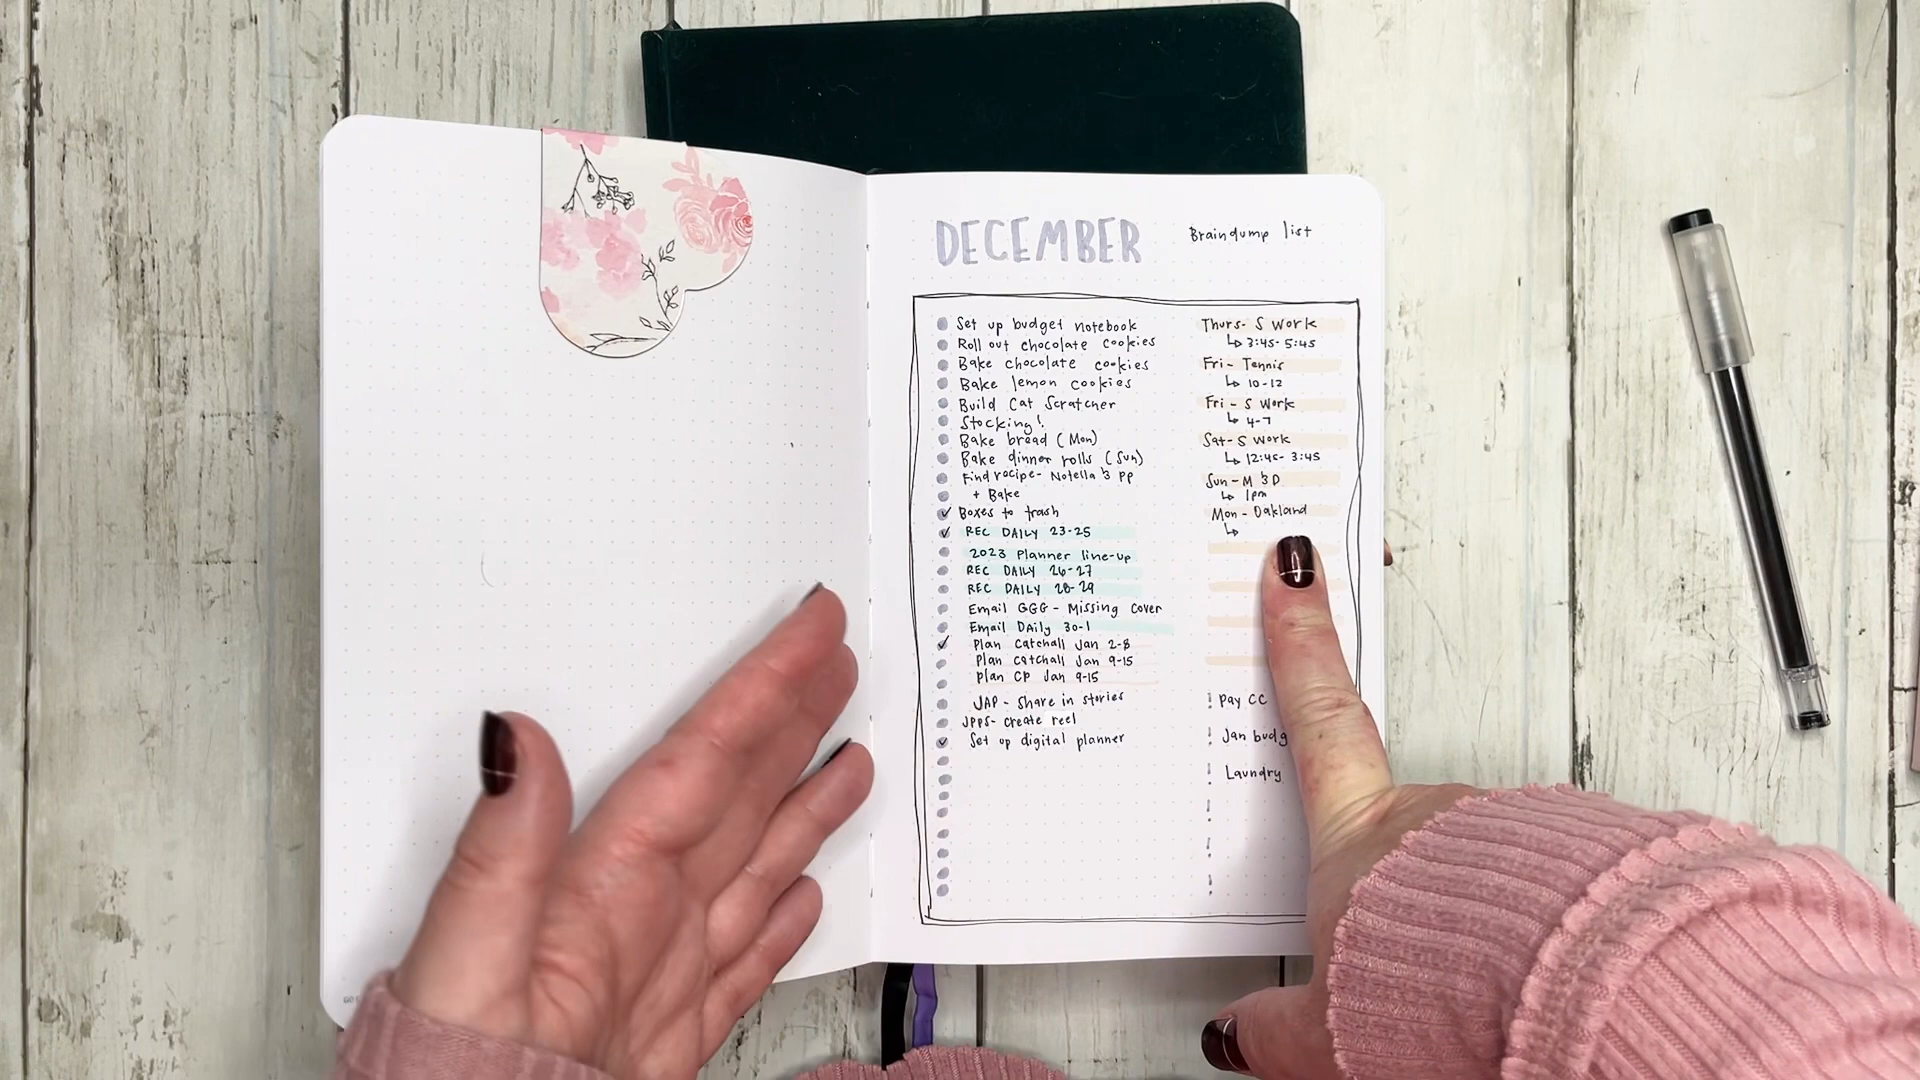 DECEMBER
Braindump list
Set up budget notebook
Roll out chocolate cookies
Bake chocolate cookies
Bake lemon cookies
Build Cat Scratcher
Stocking!
Bake bread (Mon)
Bake dinner rolls (Sun)
Find recipe- Notella & PP
+ Bake
Boxes to trash
REC DAILY 23-25
2023 Planner line-up
REC DAILY 26-27
REC DAILY 28-29
Email GGG - Missing cover
Email DAily 30-1
Plan Catchall Jan 2-8
Plan catchall Jan 9-15
Plan CP Jan 9-15
JAP - Share in stories
JPPS- create reel
Set up digital planner
Thurs- S Work
↳ 3:45-5:45
Fri- Tennis
↳ 10-12
Fri - S Work
↳ 4-7
Sat- S Work
↳ 12:45- 3:45
Sun - M & D
↳ 1pm
Mon - Oakland
↳
! Pay CC
! Jan budg
! Laundry
!
!
!